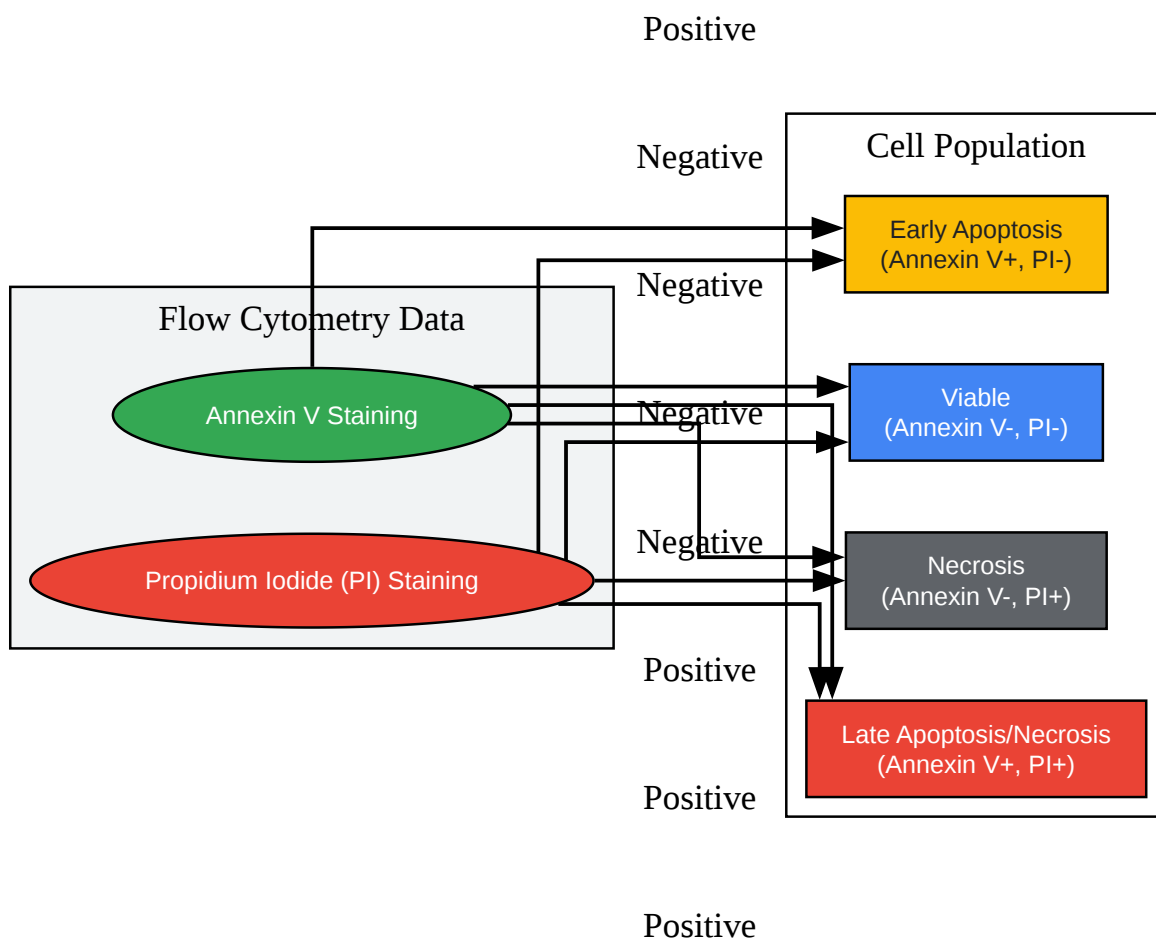 Positive
Negative
Cell Population
Early Apoptosis
(Annexin V+, PI-)
Negative
Flow Cytometry Data
Viable
(Annexin V-, PI-)
Negative
Annexin V Staining
Negative
Necrosis
(Annexin V-, PI+)
Propidium Iodide (PI) Staining
Positive
Late Apoptosis/Necrosis
(Annexin V+, PI+)
Positive
Positive